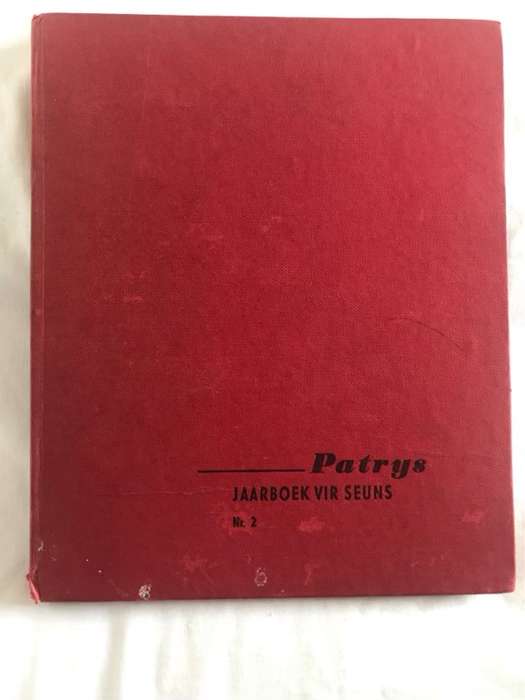 Patrys
JAARBOEK VIR SEUNS
Nr. 2